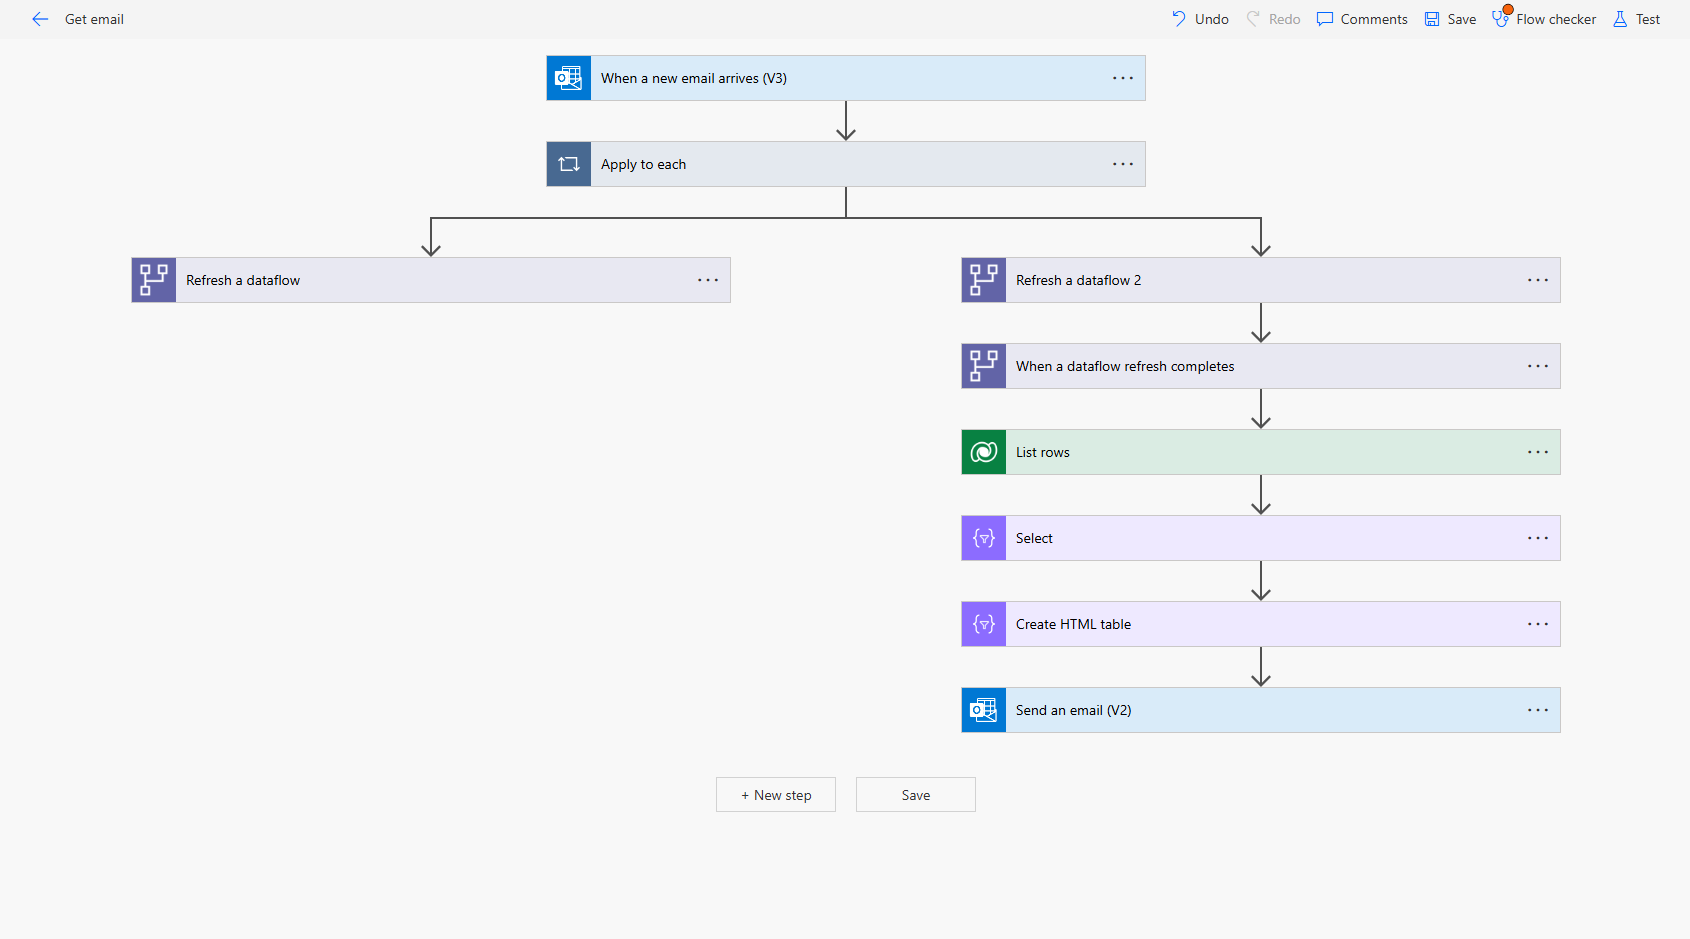 Get email
Undo Redo Comments Save Flow checker Test
When a new email arrives (V3)
Apply to each
Refresh a dataflow
Refresh a dataflow 2
When a dataflow refresh completes
List rows
Select
Create HTML table
Send an email (V2)
+ New step
Save